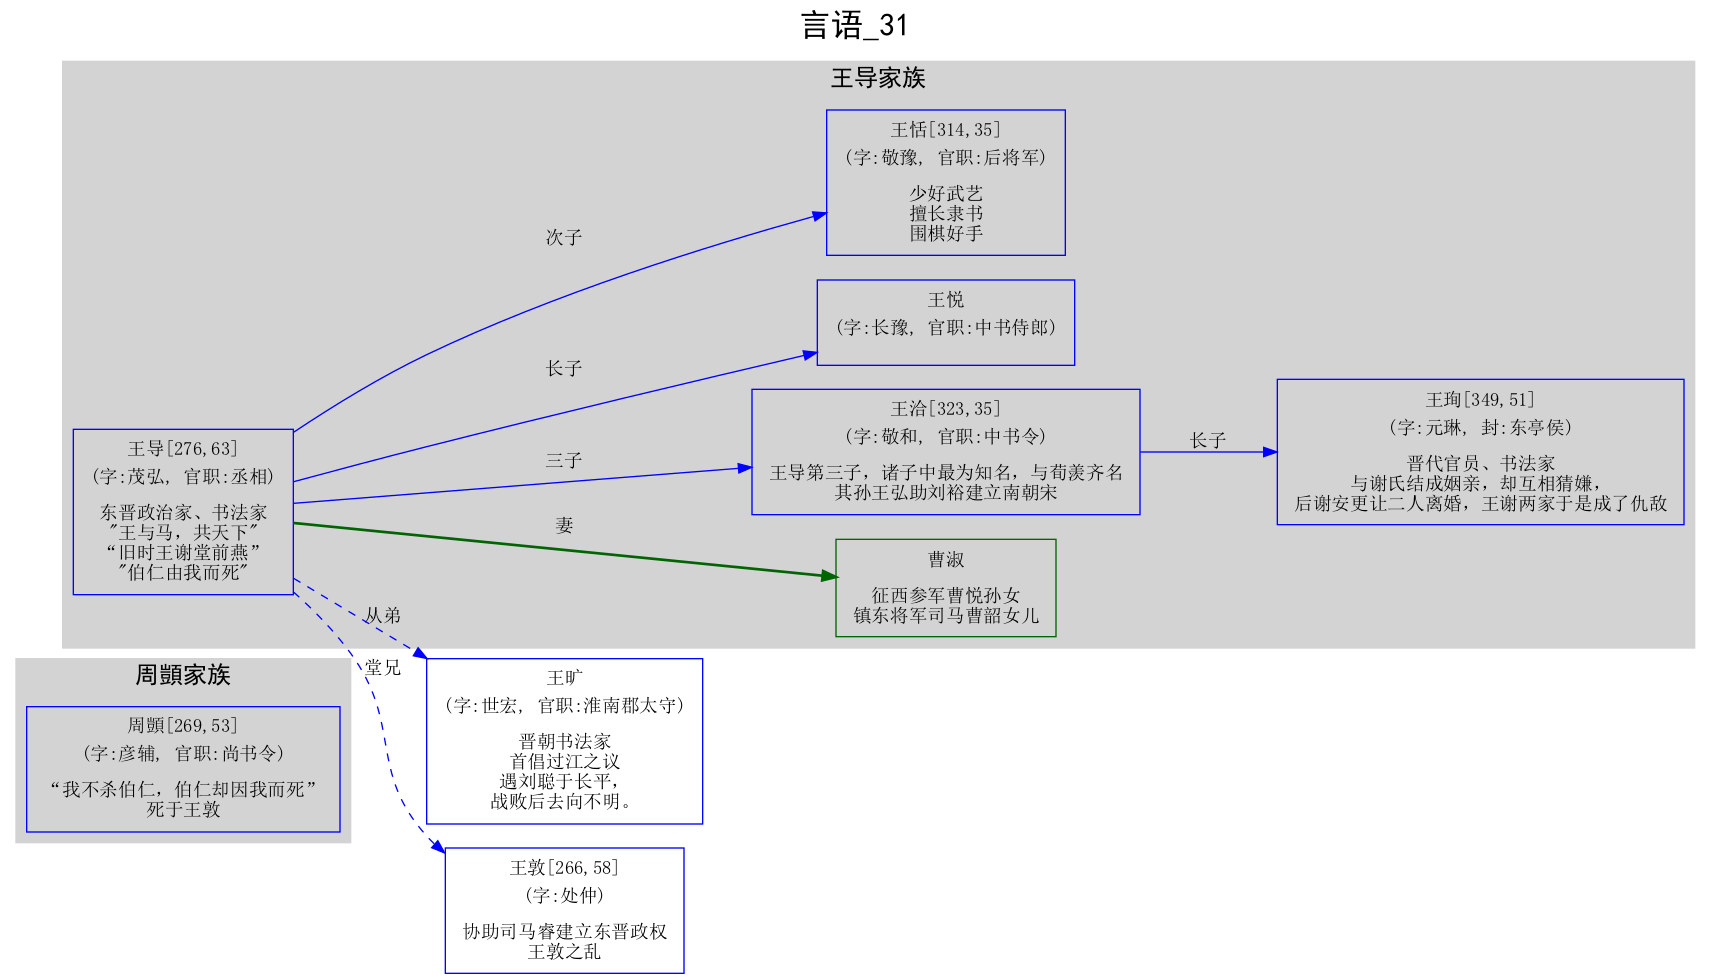 言语_31
王导家族
王恬[314,35]
(字:敬豫, 官职:后将军)
少好武艺
擅长隶书
围棋好手
次子
王悦
(字:长豫, 官职:中书侍郎)
长子
王洽[323,35]
(字:敬和, 官职:中书令)
王导第三子，诸子中最为知名，与荀羡齐名
其孙王弘助刘裕建立南朝宋
三子
长子
王珣[349,51]
(字:元琳, 封:东亭侯)
晋代官员、书法家
与谢氏结成姻亲，却互相猜嫌，
后谢安更让二人离婚，王谢两家于是成了仇敌
王导[276,63]
(字:茂弘, 官职:丞相)
东晋政治家、书法家
"王与马，共天下"
“旧时王谢堂前燕”
"伯仁由我而死"
妻
曹淑
征西参军曹悦孙女
镇东将军司马曹韶女儿
从弟
堂兄
周顗家族
周顗[269,53]
(字:彦辅, 官职:尚书令)
“我不杀伯仁，伯仁却因我而死”
死于王敦
王旷
(字:世宏, 官职:淮南郡太守)
晋朝书法家
首倡过江之议
遇刘聪于长平，
战败后去向不明。
王敦[266,58]
(字:处仲)
协助司马睿建立东晋政权
王敦之乱